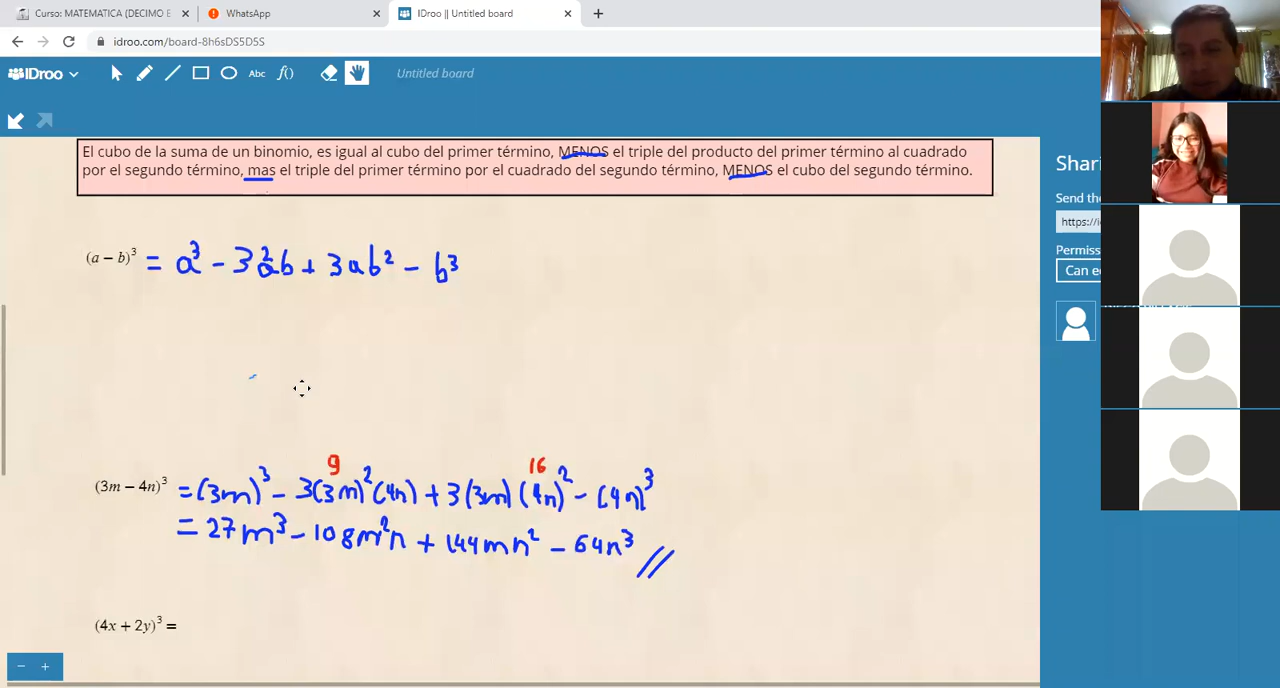 Curso: MATEMATICA (DECIMO E
WhatsApp
IDroo || Untitled board
idroo.com/board-8h6sDS5D5S
IDroo
Abc
f()
Untitled board
El cubo de la suma de un binomio, es igual al cubo del primer término, MENOS el triple del producto del primer término al cuadrado
por el segundo término, mas el triple del primer término por el cuadrado del segundo término, MENOS el cubo del segundo término.
(a − b)³ = a³ - 3a²b + 3ab² - b³
9 16
(3m − 4n)³ = (3m)³ - 3(3m)²(4n) + 3(3m)(4n)² - (4n)³
= 27m³ - 108m²n + 144mn² - 64n³ //
(4x + 2y)³ =
Shari
Send the
https://i
Permis
Can e